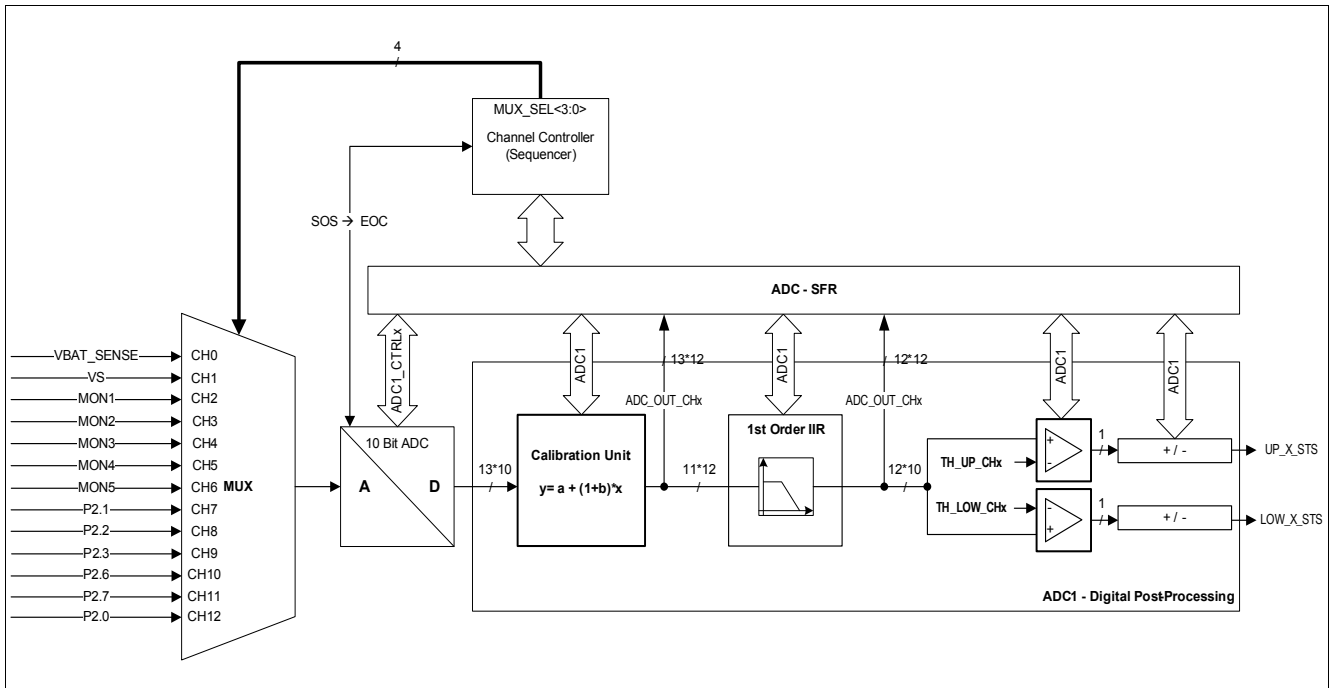 4
MUX_SEL<3:0>
Channel Controller
(Sequencer)
SOS → EOC
ADC - SFR
VBAT_SENSE CH0
VS CH1
MON1 CH2
MON2 CH3
MON3 CH4
MON4 CH5
MON5 CH6 MUX
P2.1 CH7
P2.2 CH8
P2.3 CH9
P2.6 CH10
P2.7 CH11
P2.0 CH12
ADC1_CTRLx
ADC1
13*12
ADC1
12*12
ADC1
ADC1
ADC_OUT_CHx
ADC_OUT_CHx
10 Bit ADC
A D
13*10
Calibration Unit
y= a + (1+b)*x
11*12
1st Order IIR
12*10
TH_UP_CHx
+
-
1
+ / -
UP_X_STS
TH_LOW_CHx
-
+
1
+ / -
LOW_X_STS
ADC1 - Digital Post-Processing